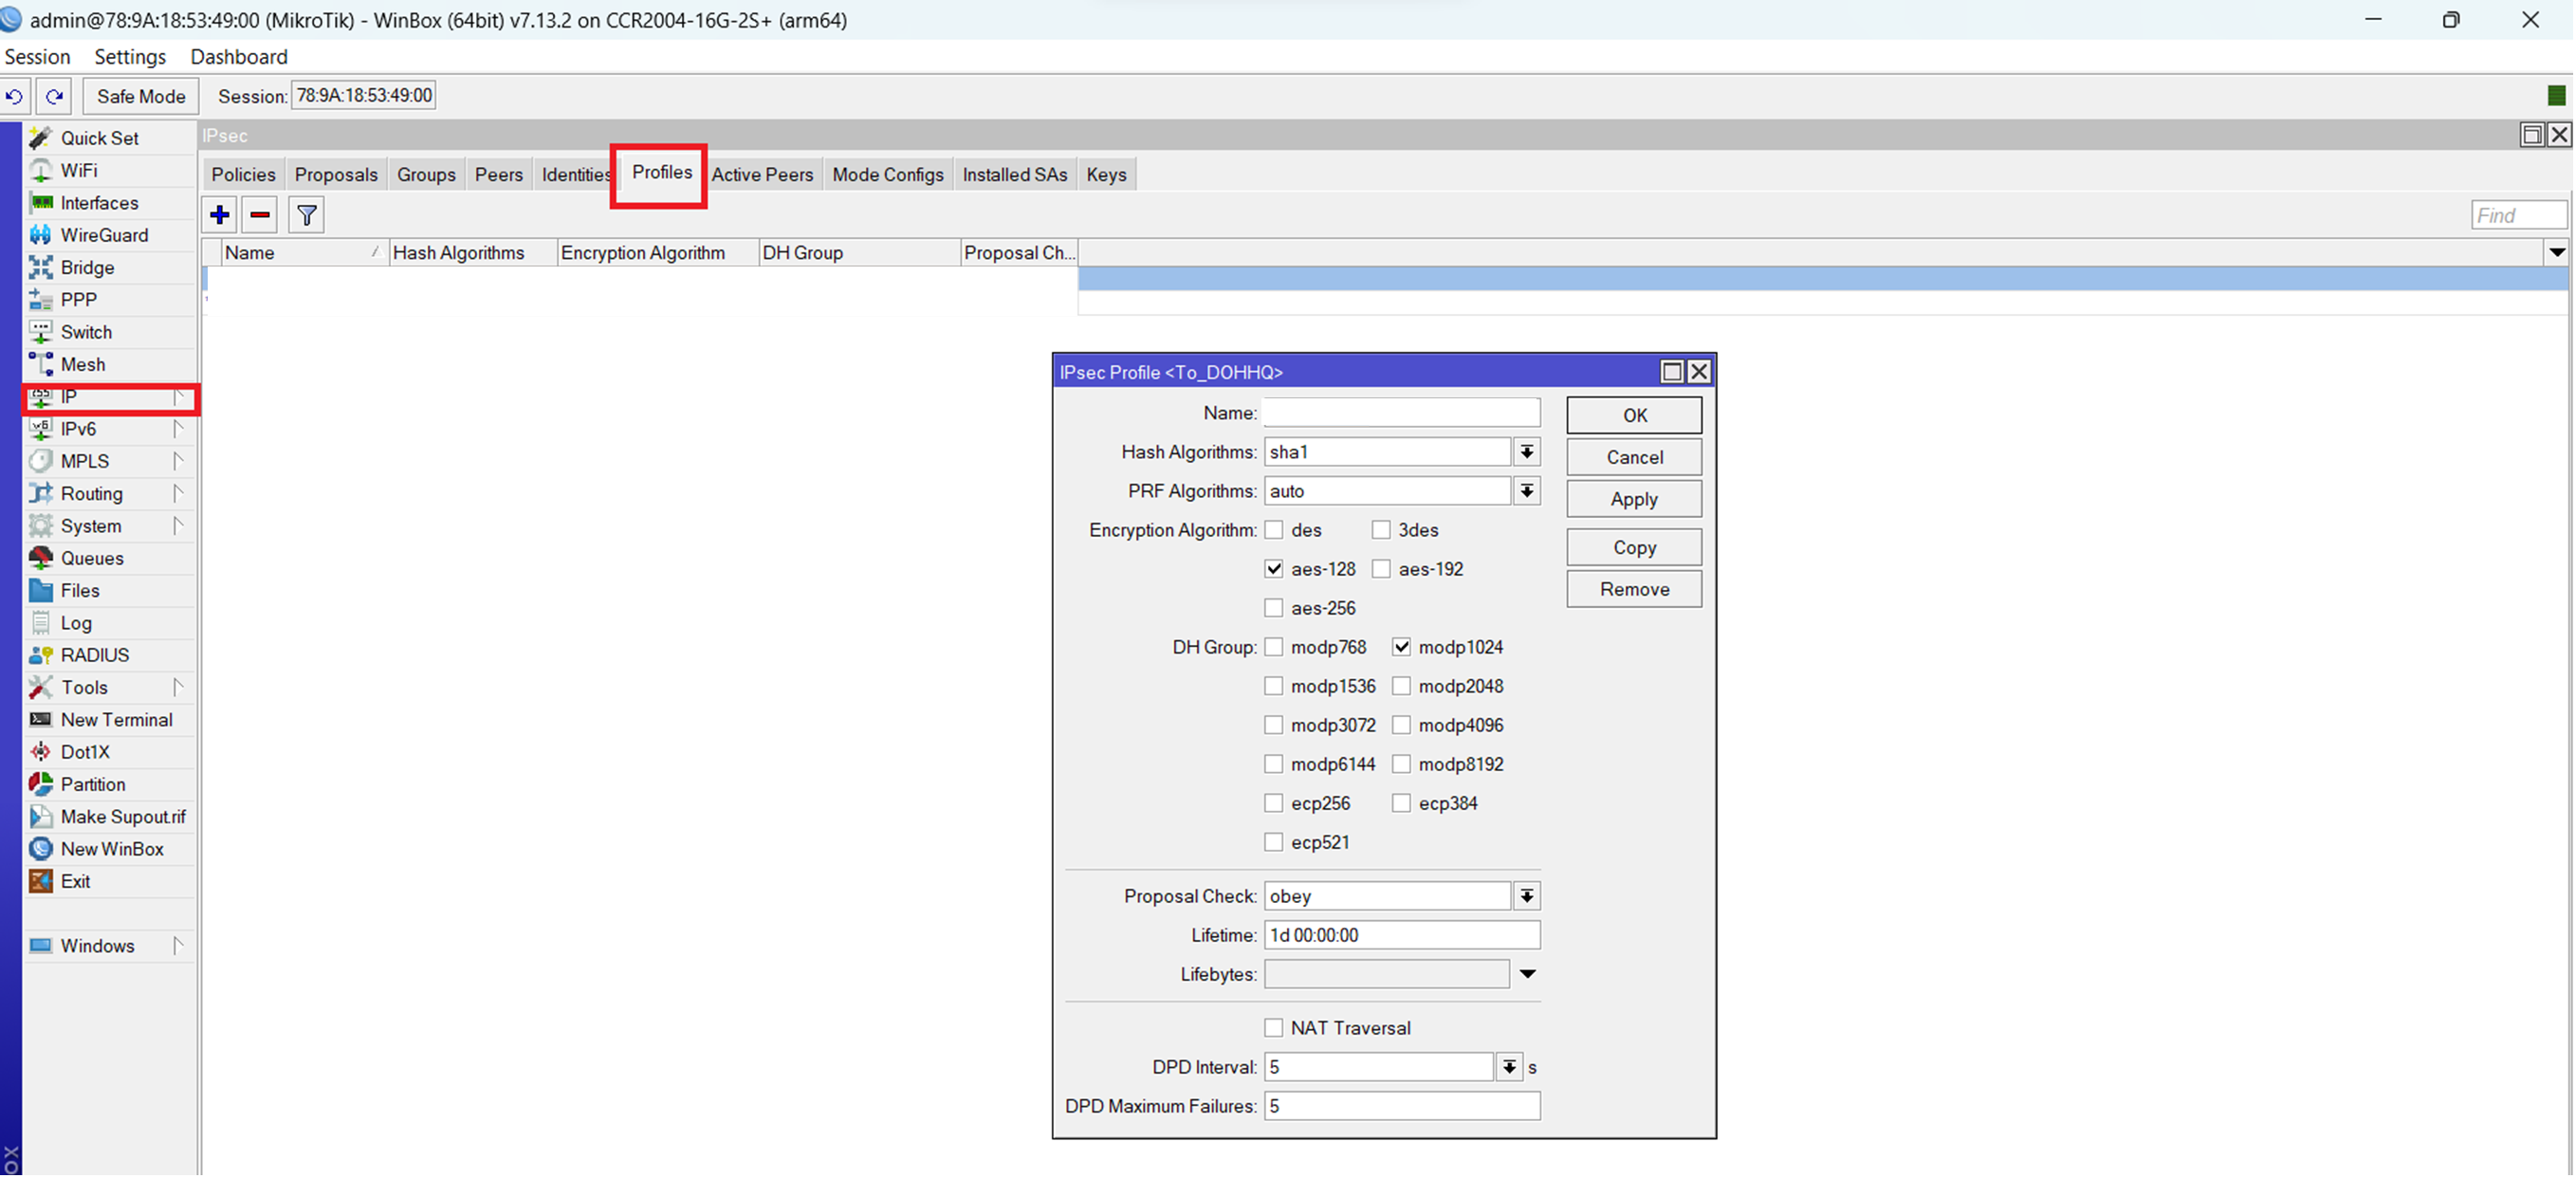 admin@78:9A:18:53:49:00 (MikroTik) - WinBox (64bit) v7.13.2 on CCR2004-16G-2S+ (arm64)
Session Settings Dashboard
Safe Mode Session: 78:9A:18:53:49:00
IPsec
Policies Proposals Groups Peers Identities Profiles Active Peers Mode Configs Installed SAs Keys
Find
Name Hash Algorithms Encryption Algorithm DH Group Proposal Ch...
Quick Set
WiFi
Interfaces
WireGuard
Bridge
PPP
Switch
Mesh
IP
IPv6
MPLS
Routing
System
Queues
Files
Log
RADIUS
Tools
New Terminal
Dot1X
Partition
Make Supout.rif
New WinBox
Exit
Windows
IPsec Profile <To_DOHHQ>
Name:
Hash Algorithms: sha1
PRF Algorithms: auto
Encryption Algorithm: des 3des
aes-128 aes-192
aes-256
DH Group: modp768 modp1024
modp1536 modp2048
modp3072 modp4096
modp6144 modp8192
ecp256 ecp384
ecp521
Proposal Check: obey
Lifetime: 1d 00:00:00
Lifebytes:
NAT Traversal
DPD Interval: 5 s
DPD Maximum Failures: 5
OK
Cancel
Apply
Copy
Remove